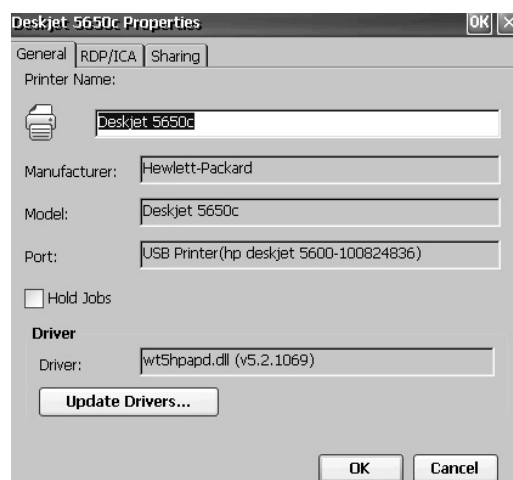 Deskjet 5650c Properties OK ×
General RDP/ICA Sharing
Printer Name:
Deskjet 5650c
Manufacturer: Hewlett-Packard
Model: Deskjet 5650c
Port: USB Printer(hp deskjet 5600-100824836)
Hold Jobs
Driver
Driver: wt5hpapd.dll (v5.2.1069)
Update Drivers...
OK Cancel